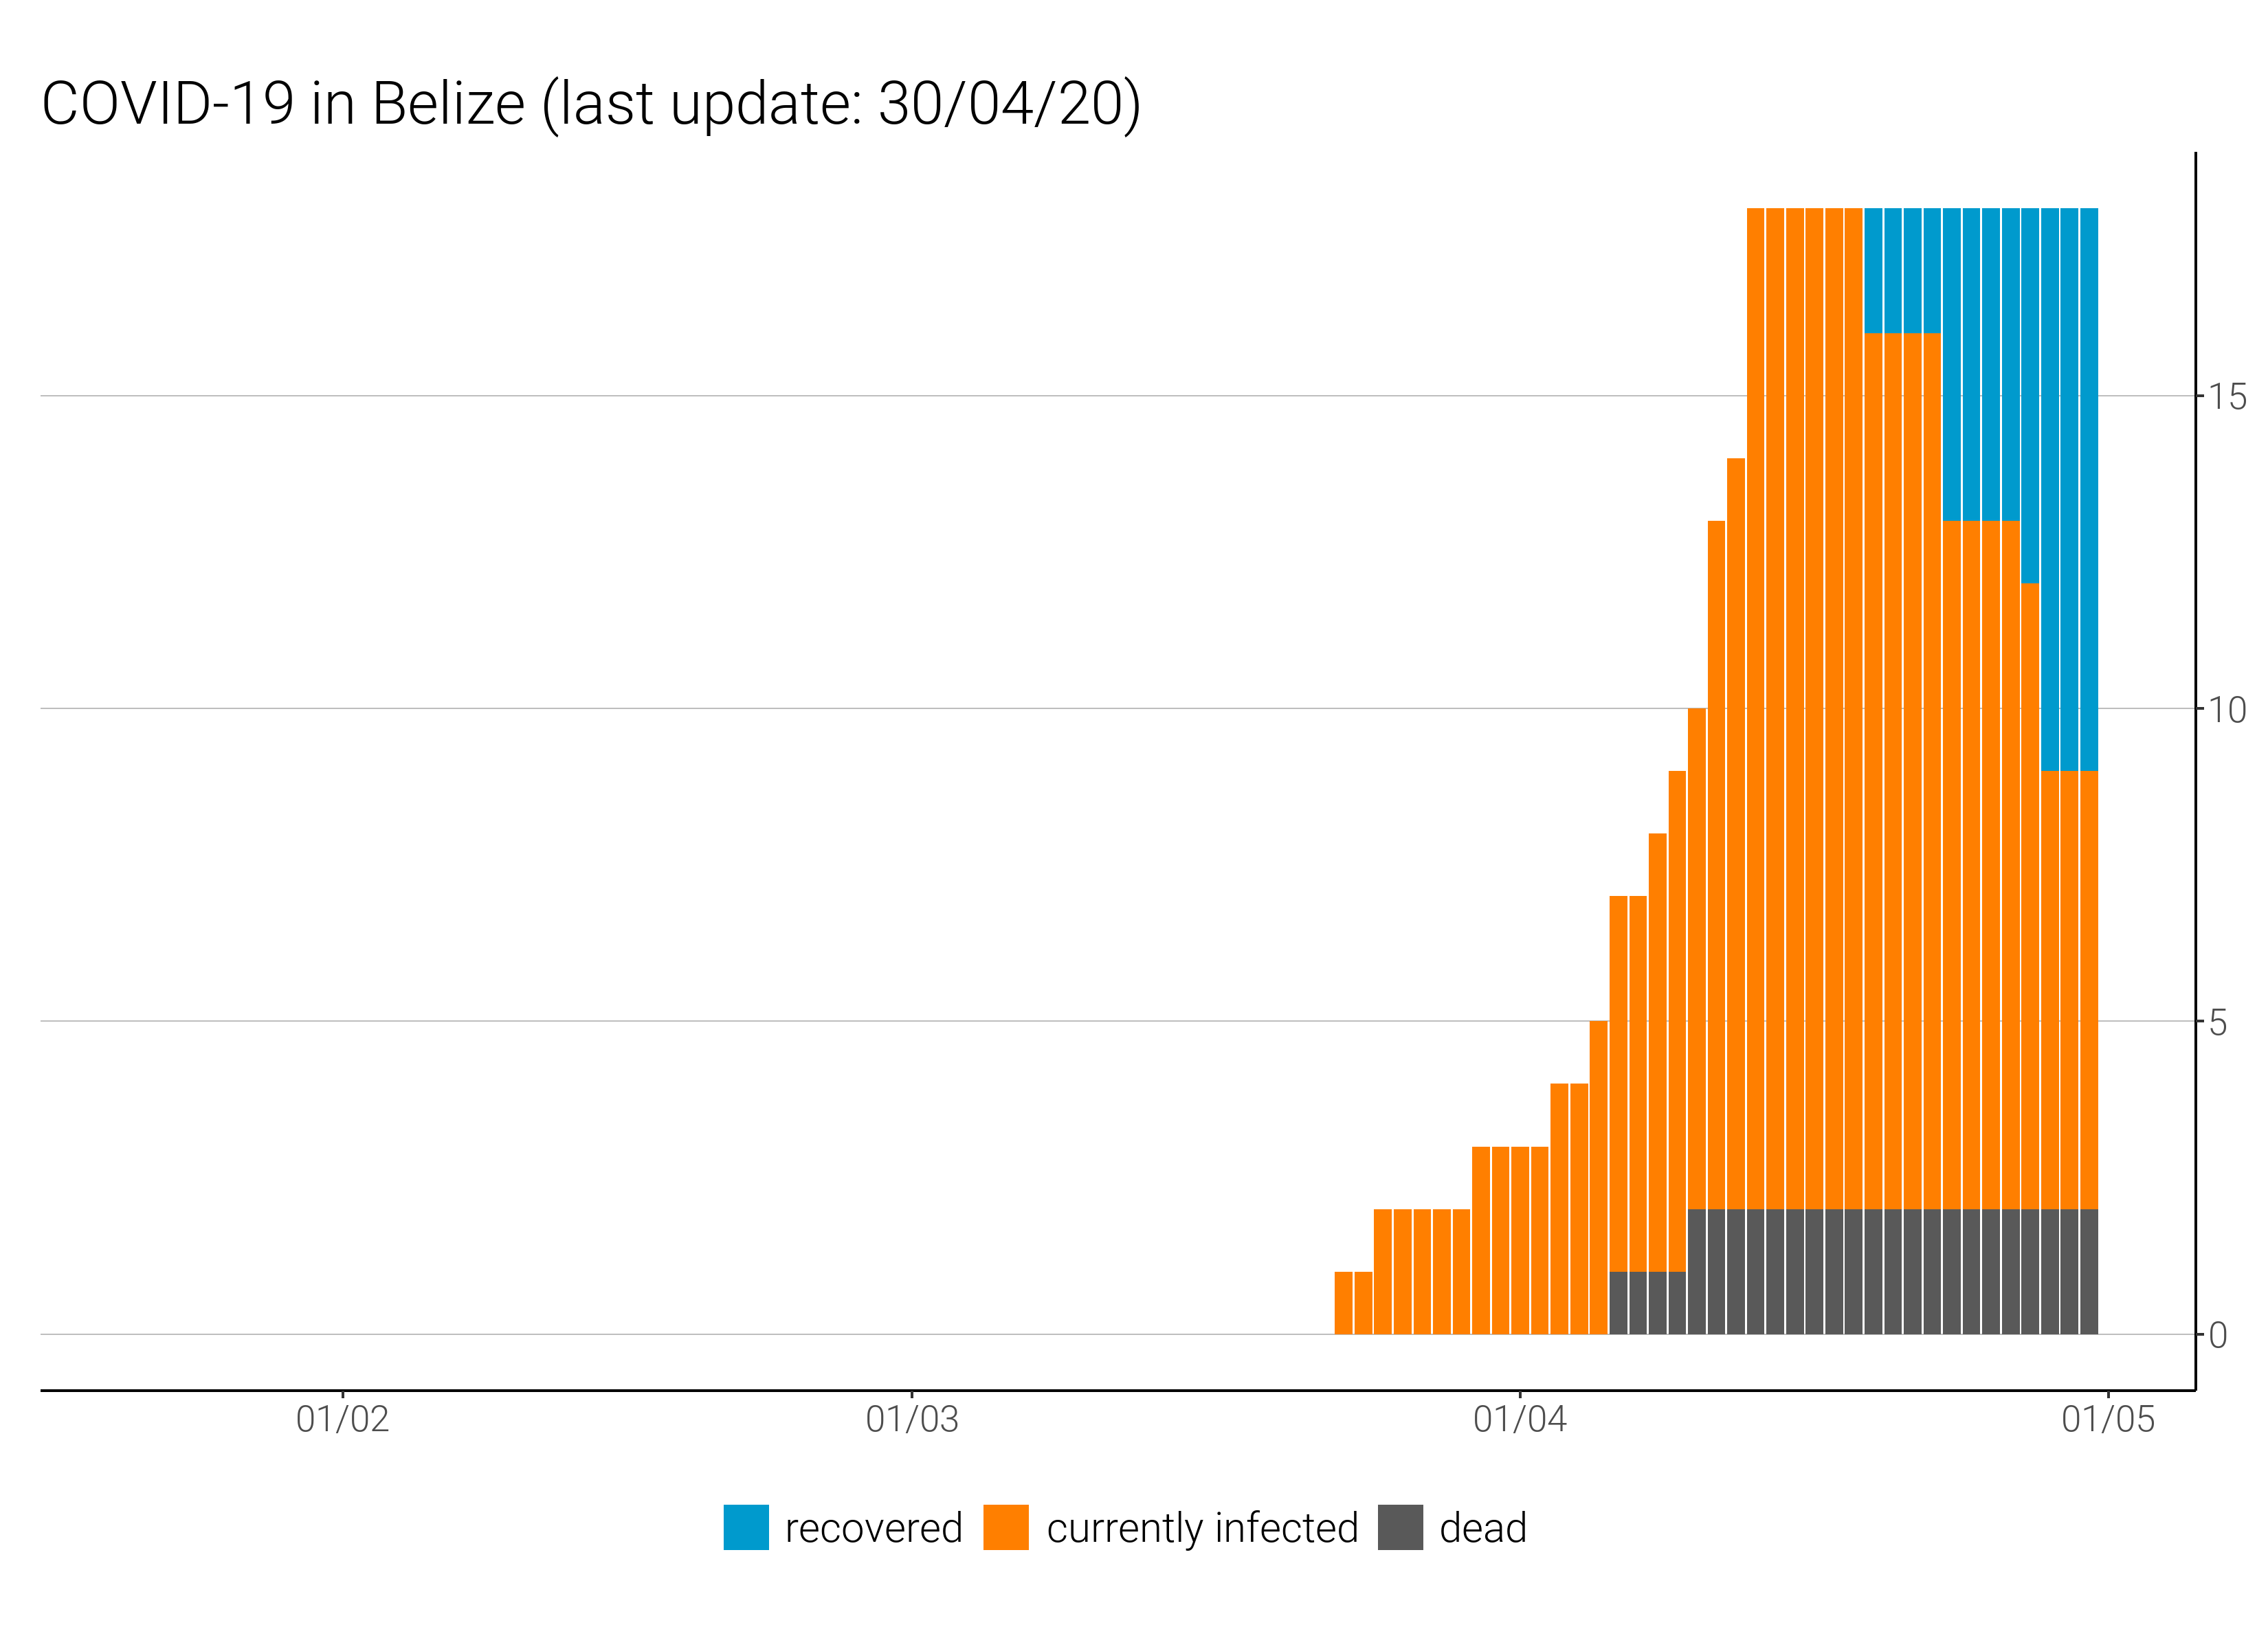 COVID-19 in Belize (last update: 30/04/20)
15
10
5
0
01/02 01/03 01/04 01/05
recovered currently infected dead